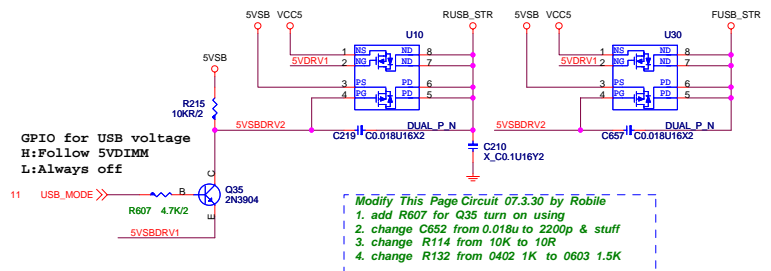 5VSB VCC5 U10 RUSB_STR 5VSB VCC5 U30 FUSB_STR
1 NS ND 8
5VDRV1 2 NG ND 7
3 PS PD 6
4 PG PD 5
1 NS ND 8
5VDRV1 2 NG ND 7
3 PS PD 6
4 PG PD 5
5VSB
R215
10KR/2
5VSBDRV2
C219 C0.018U16X2
DUAL_P_N
5VSBDRV2
C657 C0.018U16X2
DUAL_P_N
C210
X_C0.1U16Y2
GPIO for USB voltage
H:Follow 5VDIMM
L:Always off
11 USB_MODE
R607 4.7K/2
B
C
E
Q35
2N3904
5VSBDRV1
Modify This Page Circuit 07.3.30 by Robile
1. add R607 for Q35 turn on using
2. change C652 from 0.018u to 2200p & stuff
3. change R114 from 10K to 10R
4. change R132 from 0402 1K to 0603 1.5K